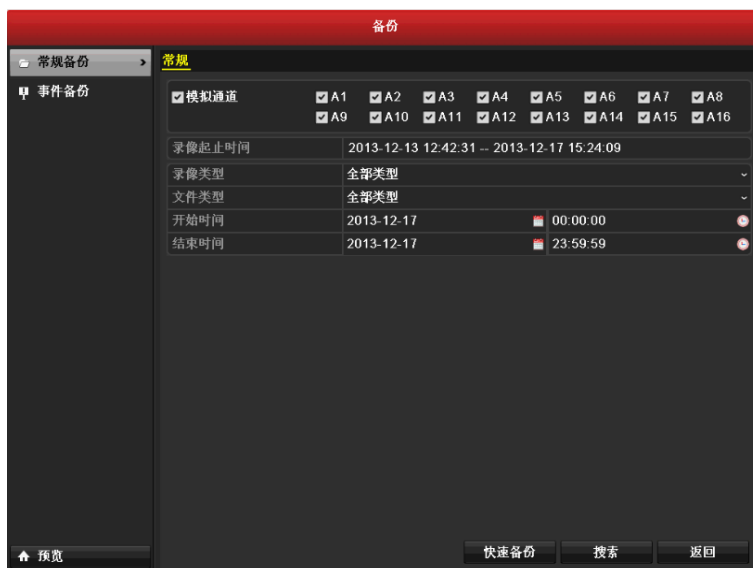 备份
常规备份
事件备份
常规
模拟通道 A1 A2 A3 A4 A5 A6 A7 A8
A9 A10 A11 A12 A13 A14 A15 A16
录像起止时间 2013-12-13 12:42:31 -- 2013-12-17 15:24:09
录像类型 全部类型
文件类型 全部类型
开始时间 2013-12-17 00:00:00
结束时间 2013-12-17 23:59:59
预览 快速备份 搜索 返回